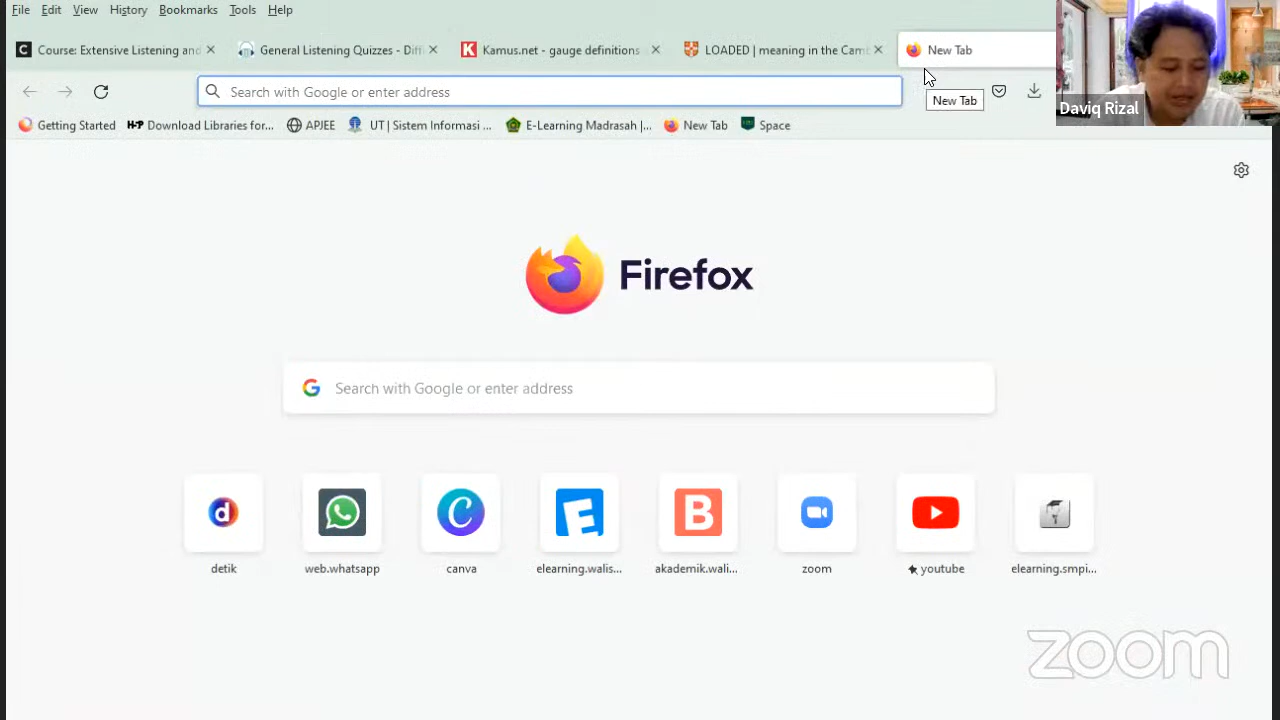 File Edit View History Bookmarks Tools Help
Course: Extensive Listening and
General Listening Quizzes - Diff
Kamus.net - gauge definitions
LOADED | meaning in the Cam
New Tab
Search with Google or enter address
New Tab
Daviq Rizal
Getting Started
Download Libraries for...
APJEE
UT | Sistem Informasi ...
E-Learning Madrasah |...
New Tab
Space
Firefox
Search with Google or enter address
detik
web.whatsapp
canva
elearning.walis...
akademik.wali...
zoom
youtube
elearning.smpi...
zoom